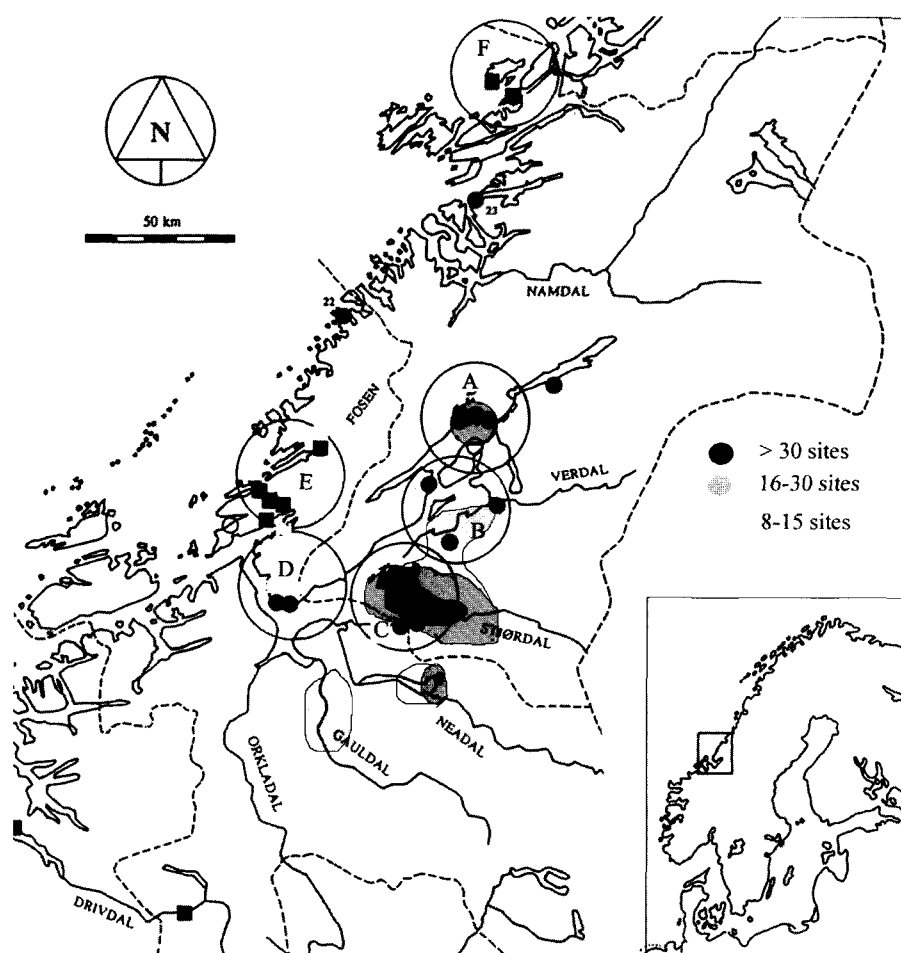 F
N
50 km
23
NAMDAL
22
FOSEN
A
> 30 sites
16-30 sites
8-15 sites
VERDAL
E
B
D
C
STJØRDAL
NEADAL
GAULDAL
ORKLADAL
DRIVDAL